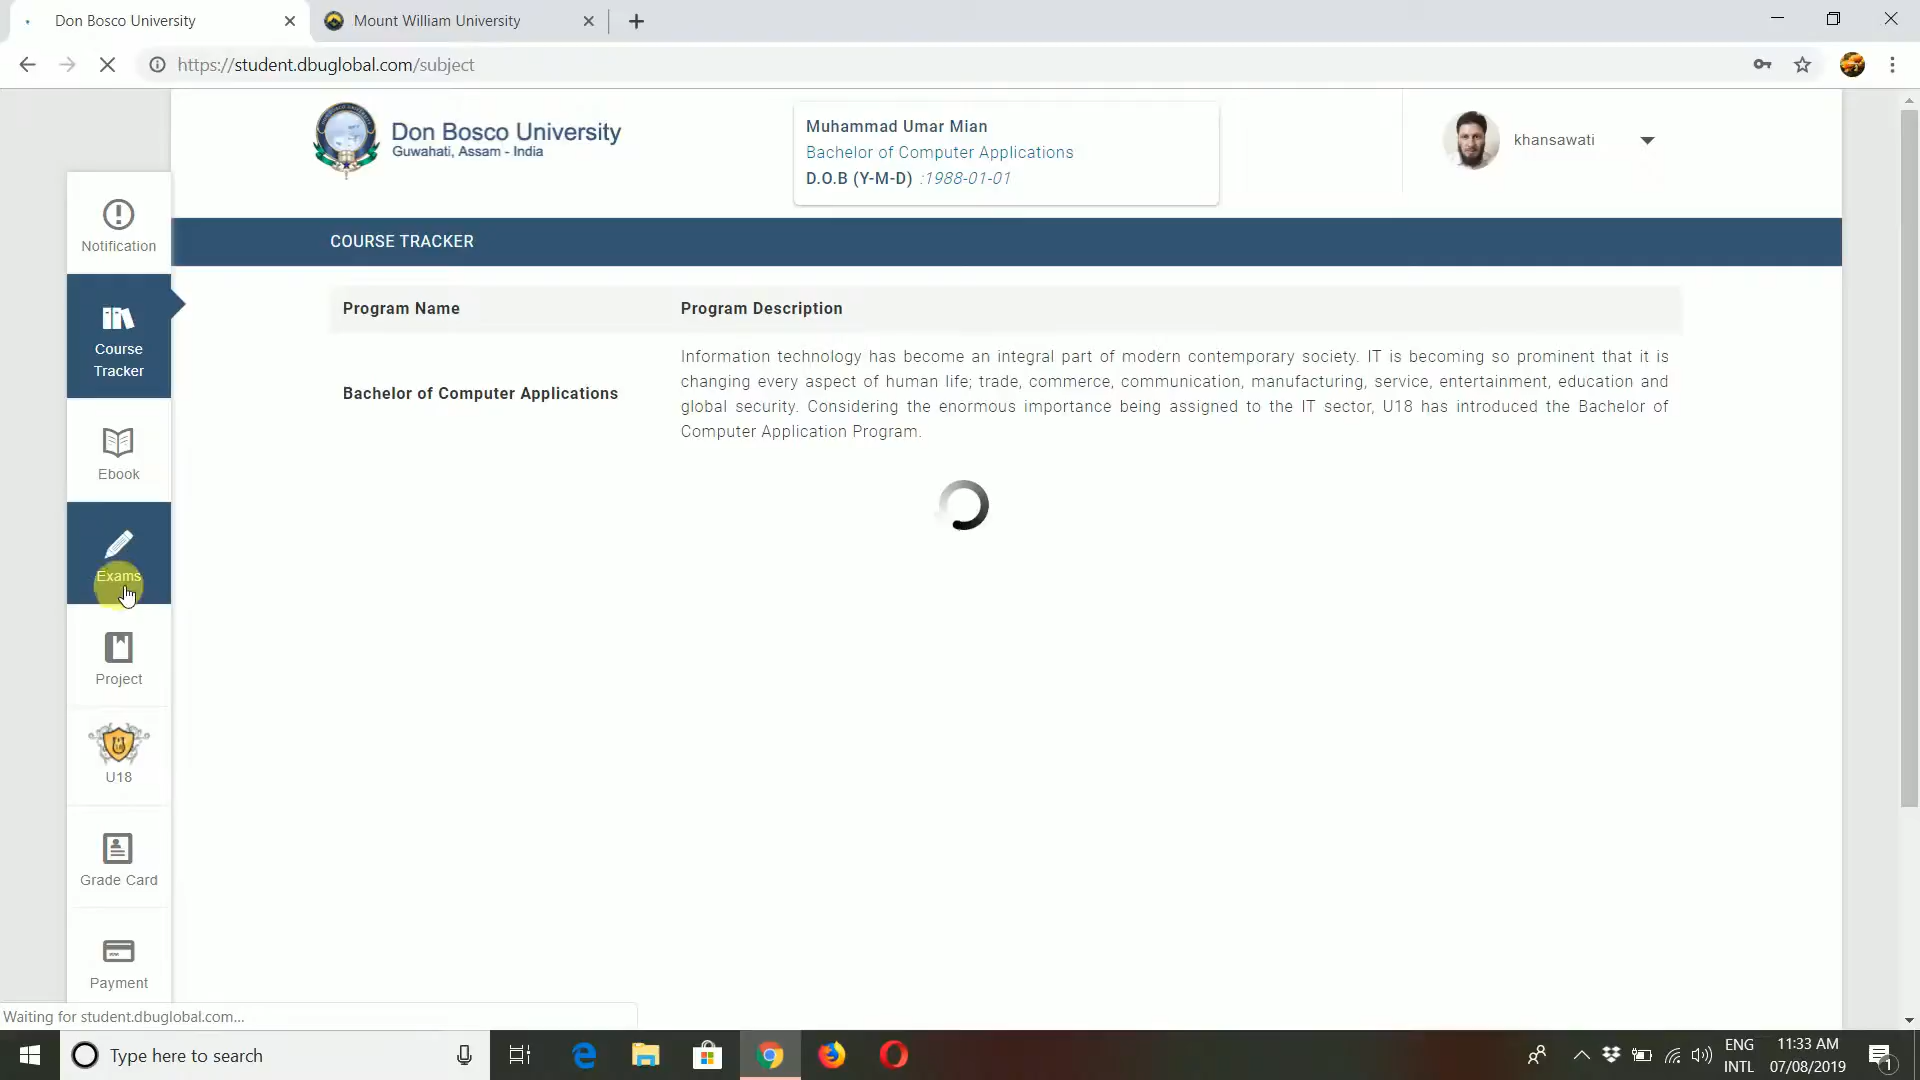 Don Bosco University
Mount William University
https://student.dbuglobal.com/subject
Don Bosco University
Guwahati, Assam - India
Muhammad Umar Mian
Bachelor of Computer Applications
D.O.B (Y-M-D) :1988-01-01
khansawati
Notification
Course
Tracker
Ebook
Exams
Project
U18
Grade Card
Payment
COURSE TRACKER
Program Name
Program Description
Bachelor of Computer Applications
Information technology has become an integral part of modern contemporary society. IT is becoming so prominent that it is
changing every aspect of human life; trade, commerce, communication, manufacturing, service, entertainment, education and
global security. Considering the enormous importance being assigned to the IT sector, U18 has introduced the Bachelor of
Computer Application Program.
Waiting for student.dbuglobal.com...
Type here to search
ENG
INTL
11:33 AM
07/08/2019
1